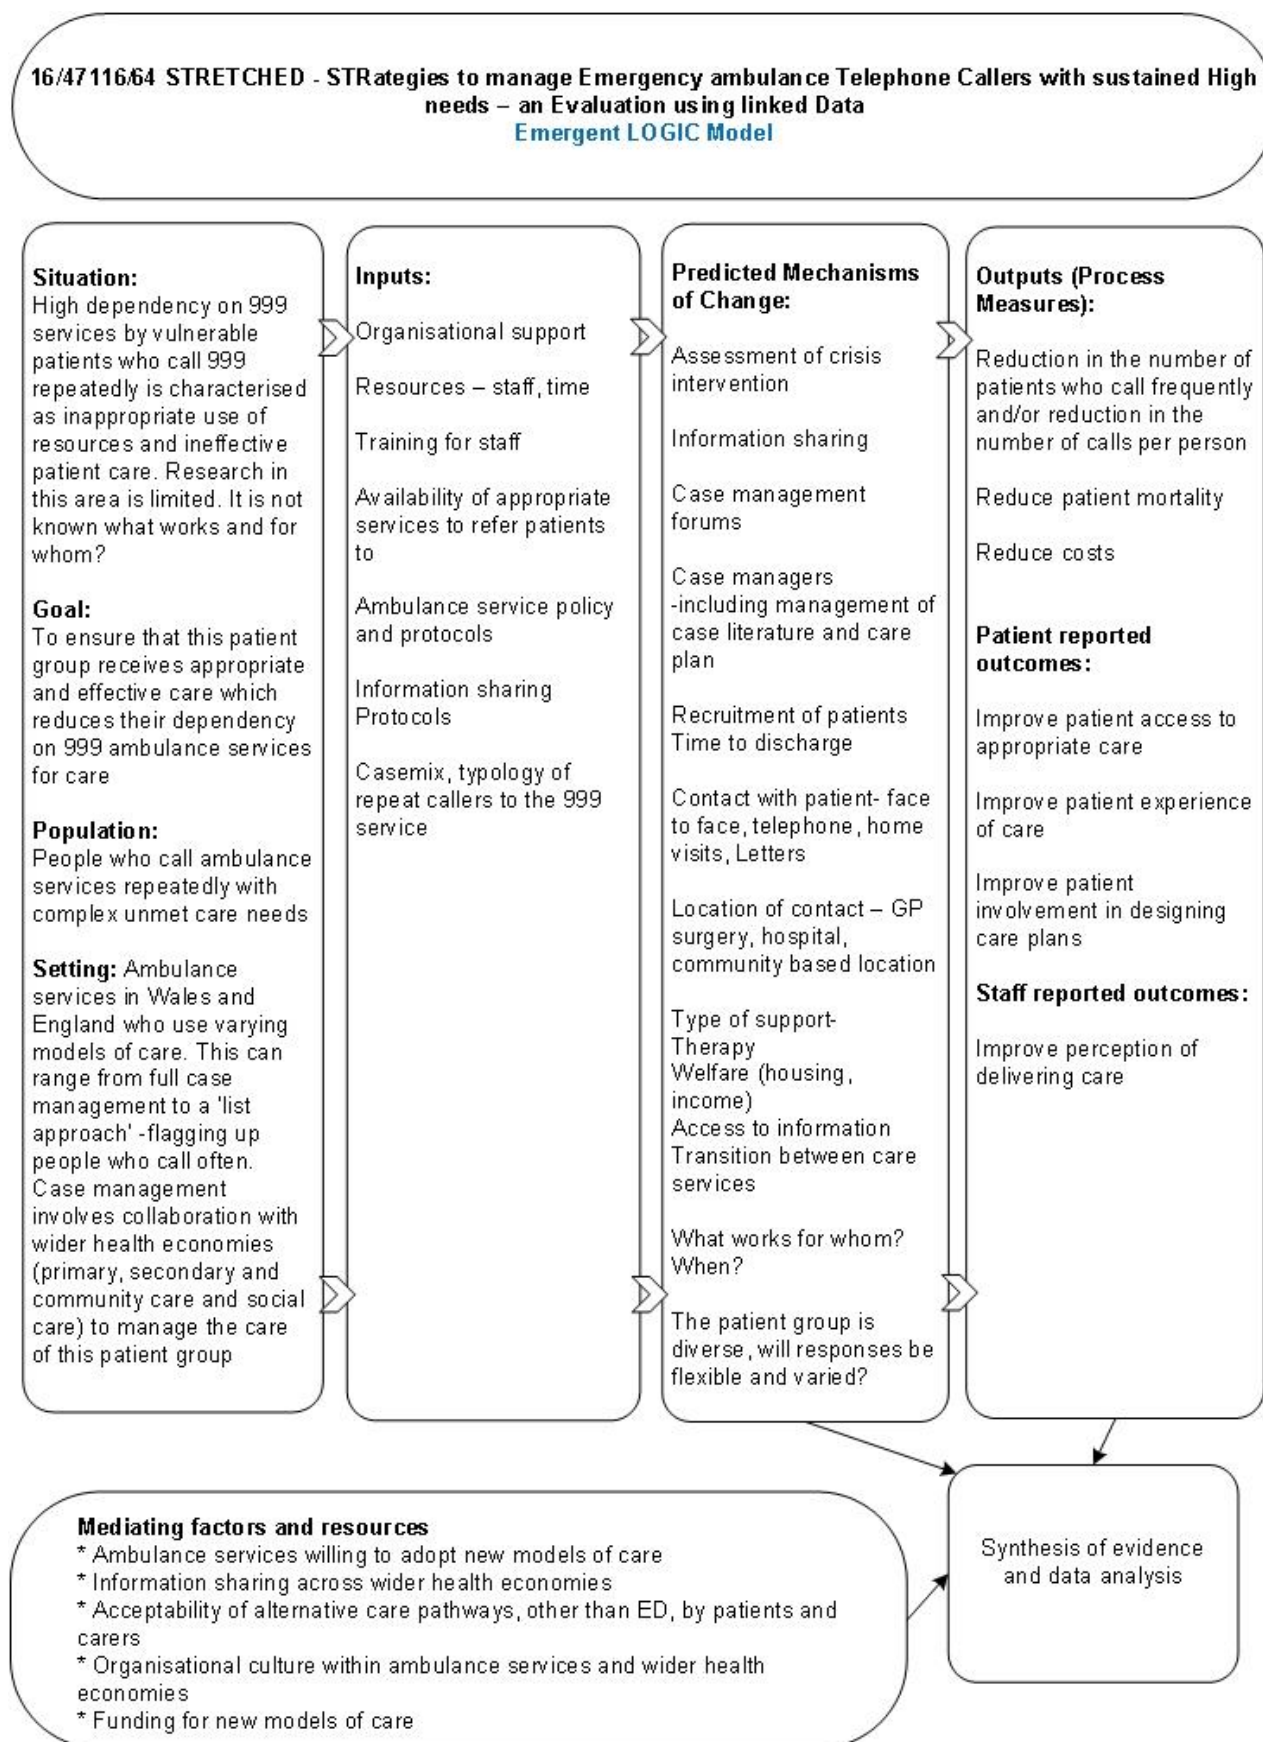 16/47116/64 STRETCHED - STRategies to manage Emergency ambulance Telephone Callers with sustained High
needs – an Evaluation using linked Data
Emergent LOGIC Model
Situation:
High dependency on 999
services by vulnerable
patients who call 999
repeatedly is characterised
as inappropriate use of
resources and ineffective
patient care. Research in
this area is limited. It is not
known what works and for
whom?
Goal:
To ensure that this patient
group receives appropriate
and effective care which
reduces their dependency
on 999 ambulance services
for care
Population:
People who call ambulance
services repeatedly with
complex unmet care needs
Setting: Ambulance
services in Wales and
England who use varying
models of care. This can
range from full case
management to a 'list
approach' -flagging up
people who call often.
Case management
involves collaboration with
wider health economies
(primary, secondary and
community care and social
care) to manage the care
of this patient group
Inputs:
Organisational support
Resources – staff, time
Training for staff
Availability of appropriate
services to refer patients
to
Ambulance service policy
and protocols
Information sharing
Protocols
Casemix, typology of
repeat callers to the 999
service
Predicted Mechanisms
of Change:
Assessment of crisis
intervention
Information sharing
Case management
forums
Case managers
-including management of
case literature and care
plan
Recruitment of patients
Time to discharge
Contact with patient- face
to face, telephone, home
visits, Letters
Location of contact – GP
surgery, hospital,
community based location
Type of support-
Therapy
Welfare (housing,
income)
Access to information
Transition between care
services
What works for whom?
When?
The patient group is
diverse, will responses be
flexible and varied?
Outputs (Process
Measures):
Reduction in the number of
patients who call frequently
and/or reduction in the
number of calls per person
Reduce patient mortality
Reduce costs
Patient reported
outcomes:
Improve patient access to
appropriate care
Improve patient experience
of care
Improve patient
involvement in designing
care plans
Staff reported outcomes:
Improve perception of
delivering care
Mediating factors and resources
* Ambulance services willing to adopt new models of care
* Information sharing across wider health economies
* Acceptability of alternative care pathways, other than ED, by patients and
carers
* Organisational culture within ambulance services and wider health
economies
* Funding for new models of care
Synthesis of evidence
and data analysis